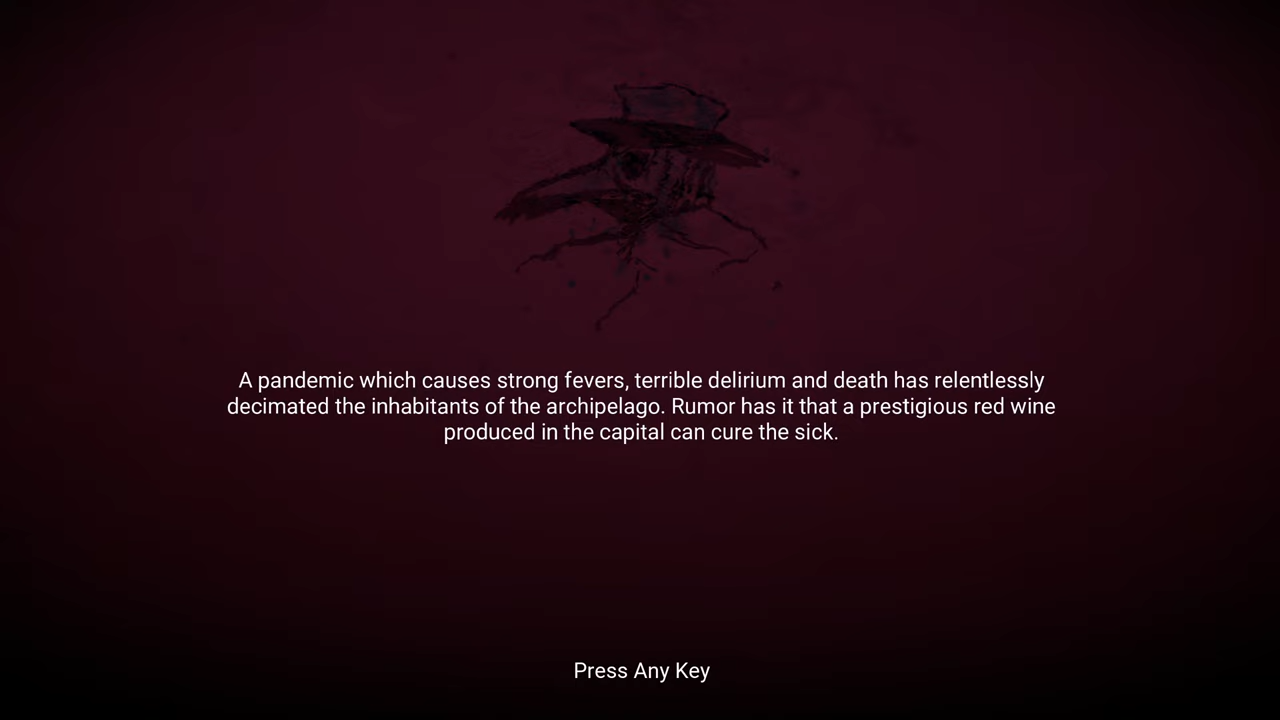 A pandemic which causes strong fevers, terrible delirium and death has relentlessly
decimated the inhabitants of the archipelago. Rumor has it that a prestigious red wine
produced in the capital can cure the sick.
Press Any Key